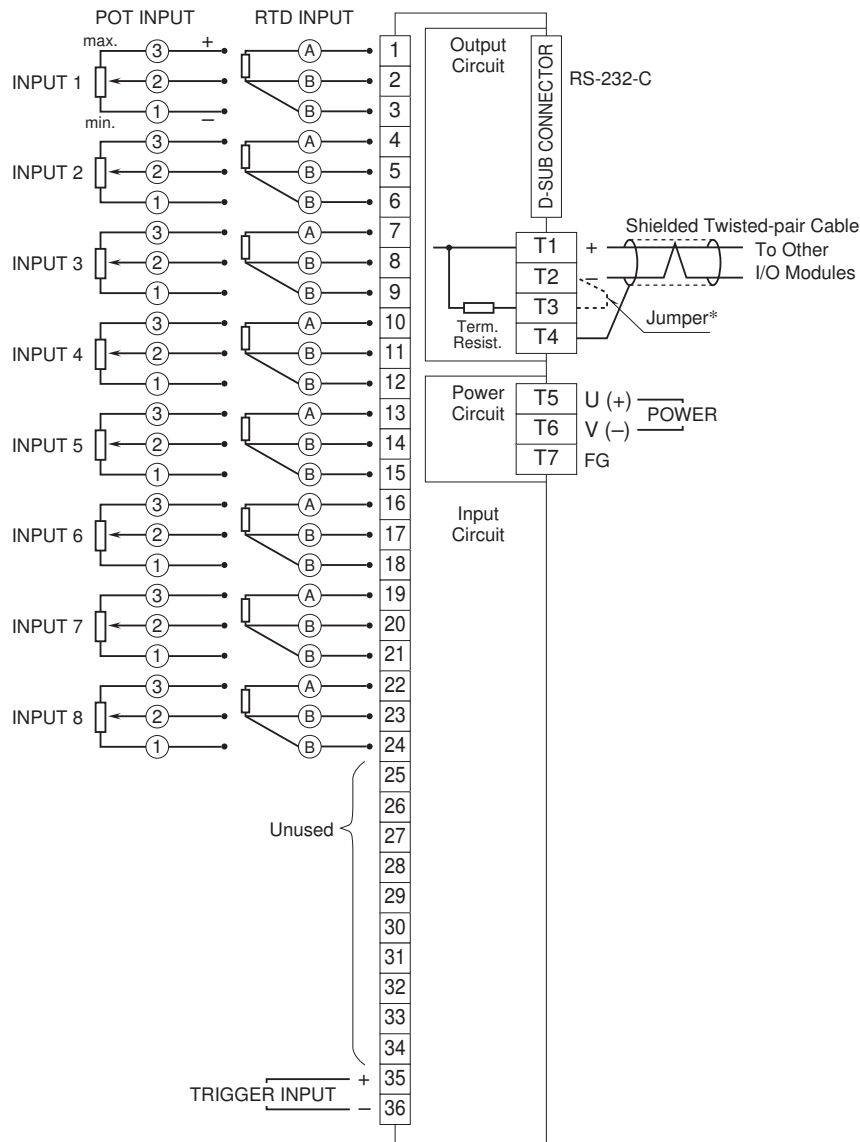 POT INPUT
RTD INPUT
max.
min.
+
–
INPUT 1
3
2
1
A
B
B
1
2
3
INPUT 2
3
2
1
A
B
B
4
5
6
INPUT 3
3
2
1
A
B
B
7
8
9
INPUT 4
3
2
1
A
B
B
10
11
12
INPUT 5
3
2
1
A
B
B
13
14
15
INPUT 6
3
2
1
A
B
B
16
17
18
INPUT 7
3
2
1
A
B
B
19
20
21
INPUT 8
3
2
1
A
B
B
22
23
24
Unused
25
26
27
28
29
30
31
32
33
34
TRIGGER INPUT
+ 35
– 36
Output
Circuit
D-SUB CONNECTOR
RS-232-C
Shielded Twisted-pair Cable
To Other
I/O Modules
T1 +
T2 –
T3
T4
Term.
Resist.
Jumper*
Power
Circuit
T5 U (+)
T6 V (–)
T7 FG
POWER
Input
Circuit